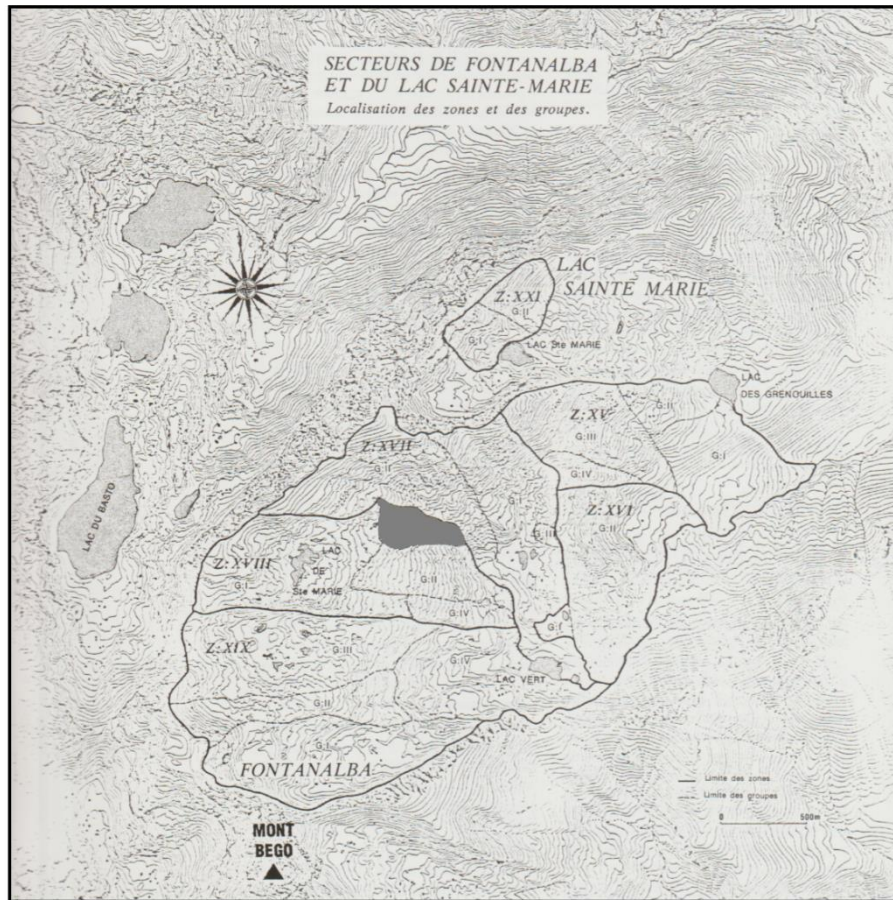 SECTEURS DE FONTANALBA
ET DU LAC SAINTE-MARIE
Localisation des zones et des groupes.
LAC
SAINTE MARIE
Z:XXI
G:II
G:I
LAC Ste MARIE
LAC
DES GRENOUILLES
Z:XV
G:II
G:III
G:I
G:IV
Z:XVII
G:II
G:I
G:III
Z:XVI
G:II
LAC DU BASTO
Z:XVIII
G:I
LAC
DE
Ste MARIE
G:II
G:IV
G:I
Z:XIX
G:III
G:IV
LAC VERT
G:II
G:I
FONTANALBA
Limite des zones
Limite des groupes
0 500m
MONT
BEGO